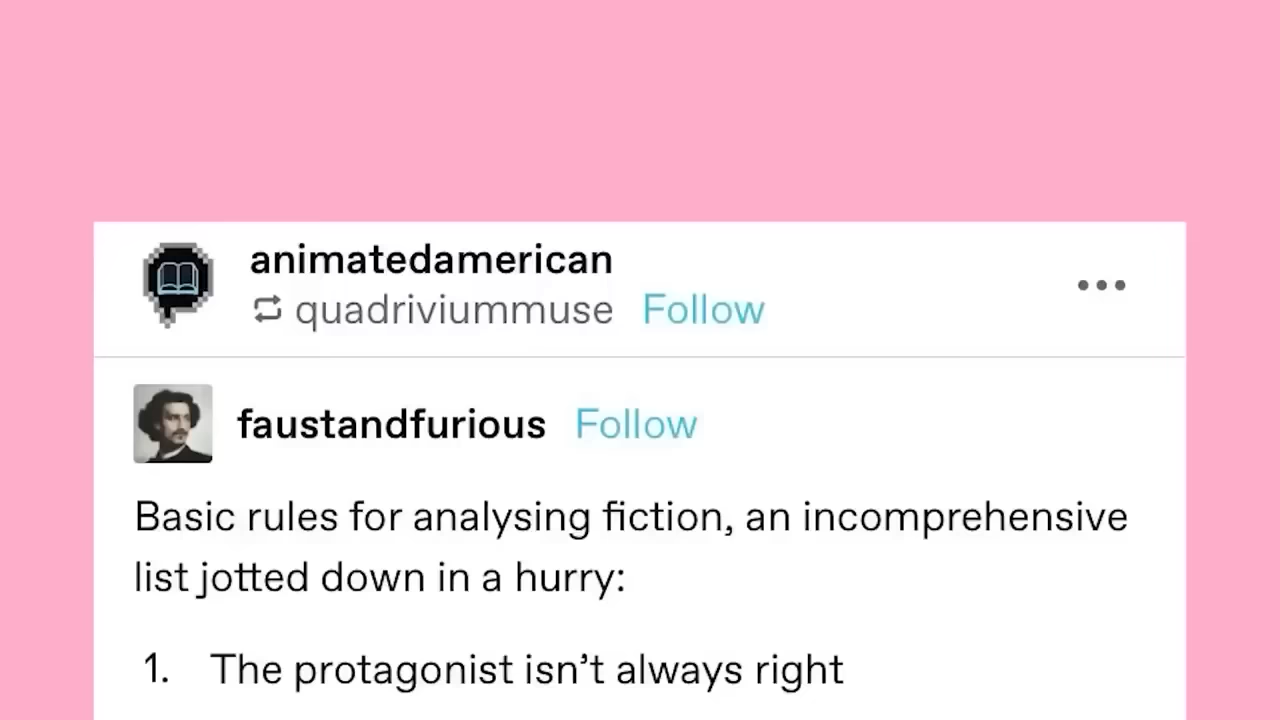 animatedamerican
quadriviummuse Follow
faustandfurious Follow
Basic rules for analysing fiction, an incomprehensive
list jotted down in a hurry:
1. The protagonist isn’t always right